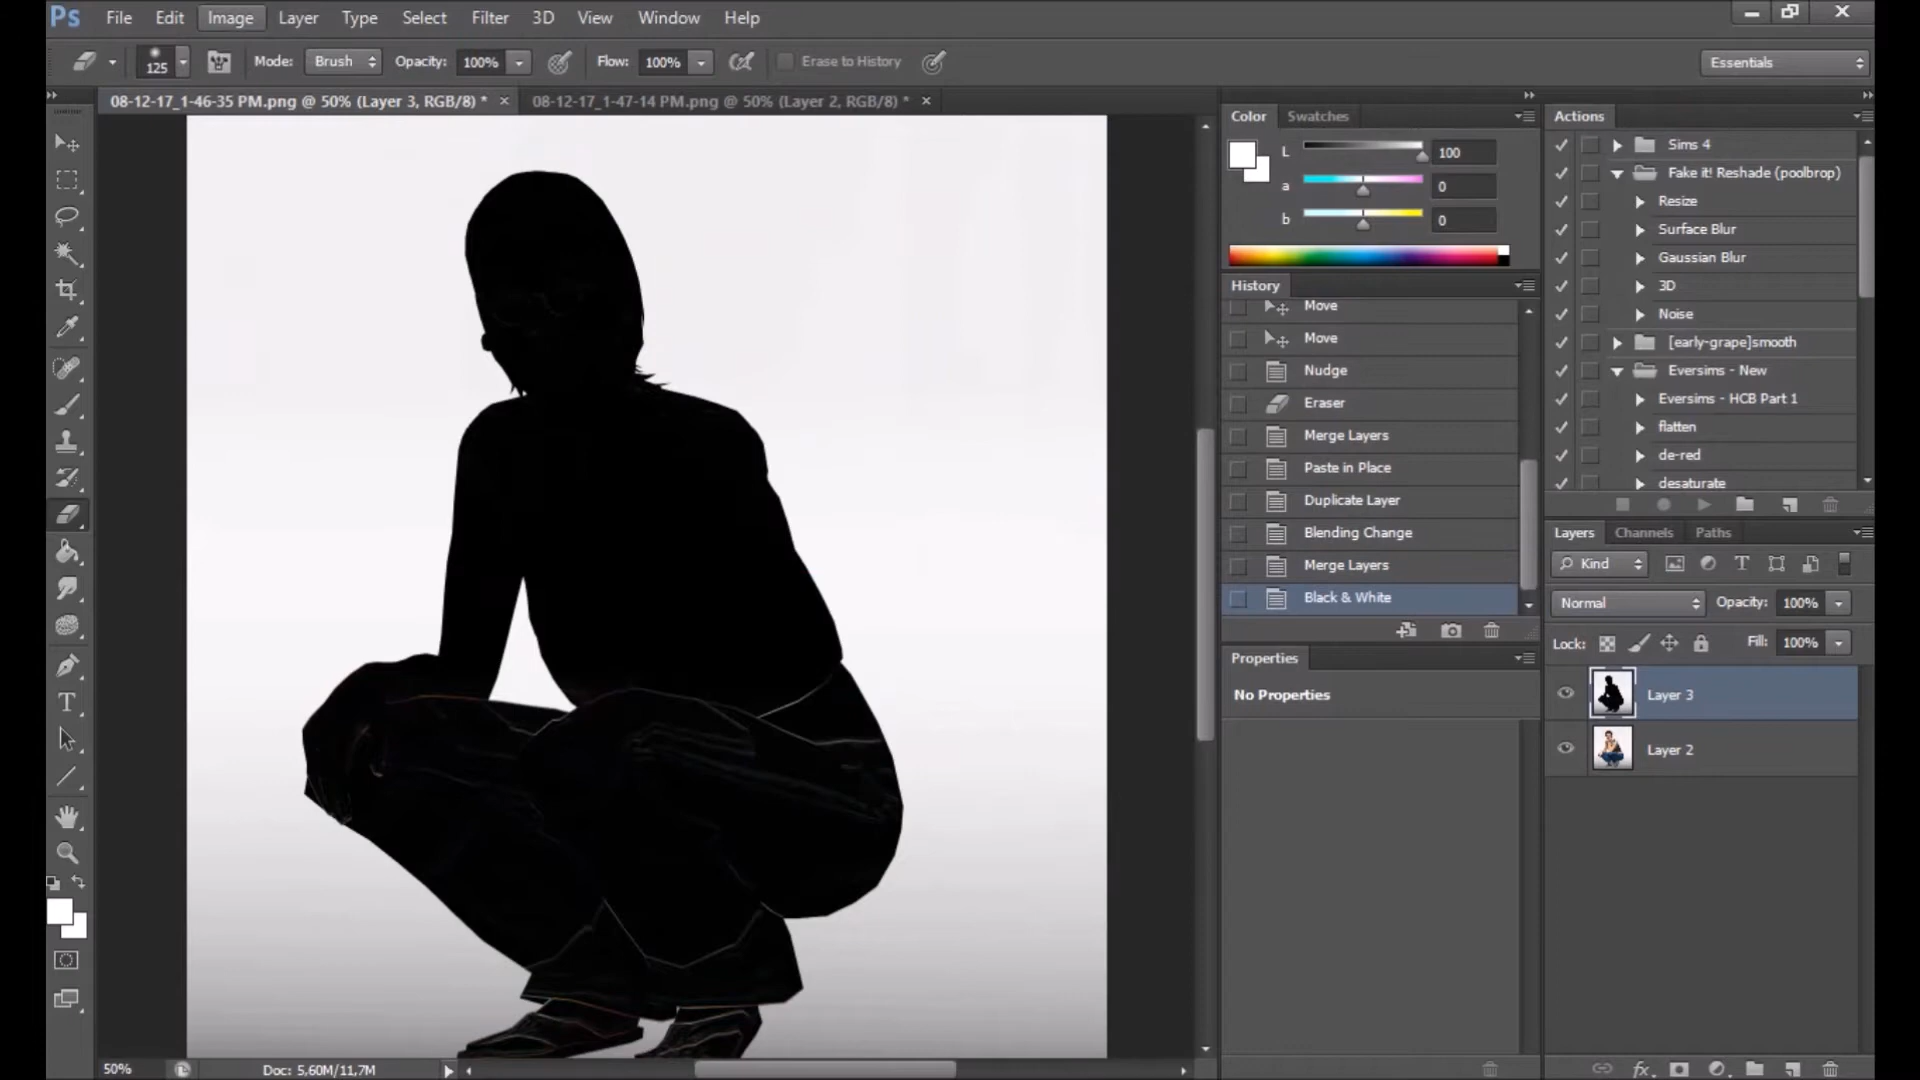 Ps File Edit Image Layer Type Select Filter 3D View Window Help
125 Mode: Brush Opacity: 100% Flow: 100% Erase to History Essentials
08-12-17_1-46-35 PM.png @ 50% (Layer 3, RGB/8) * × 08-12-17_1-47-14 PM.png @ 50% (Layer 2, RGB/8) * ×
Color Swatches
L 100
a 0
b 0
History
Move
Move
Nudge
Eraser
Merge Layers
Paste in Place
Duplicate Layer
Blending Change
Merge Layers
Black & White
Properties
No Properties
Actions
Sims 4
Fake it! Reshade (poolbrop)
Resize
Surface Blur
Gaussian Blur
3D
Noise
[early-grape]smooth
Eversims - New
Eversims - HCB Part 1
flatten
de-red
desaturate
Layers Channels Paths
Kind
Normal Opacity: 100%
Lock: Fill: 100%
Layer 3
Layer 2
50% Doc: 5,60M/11,7M